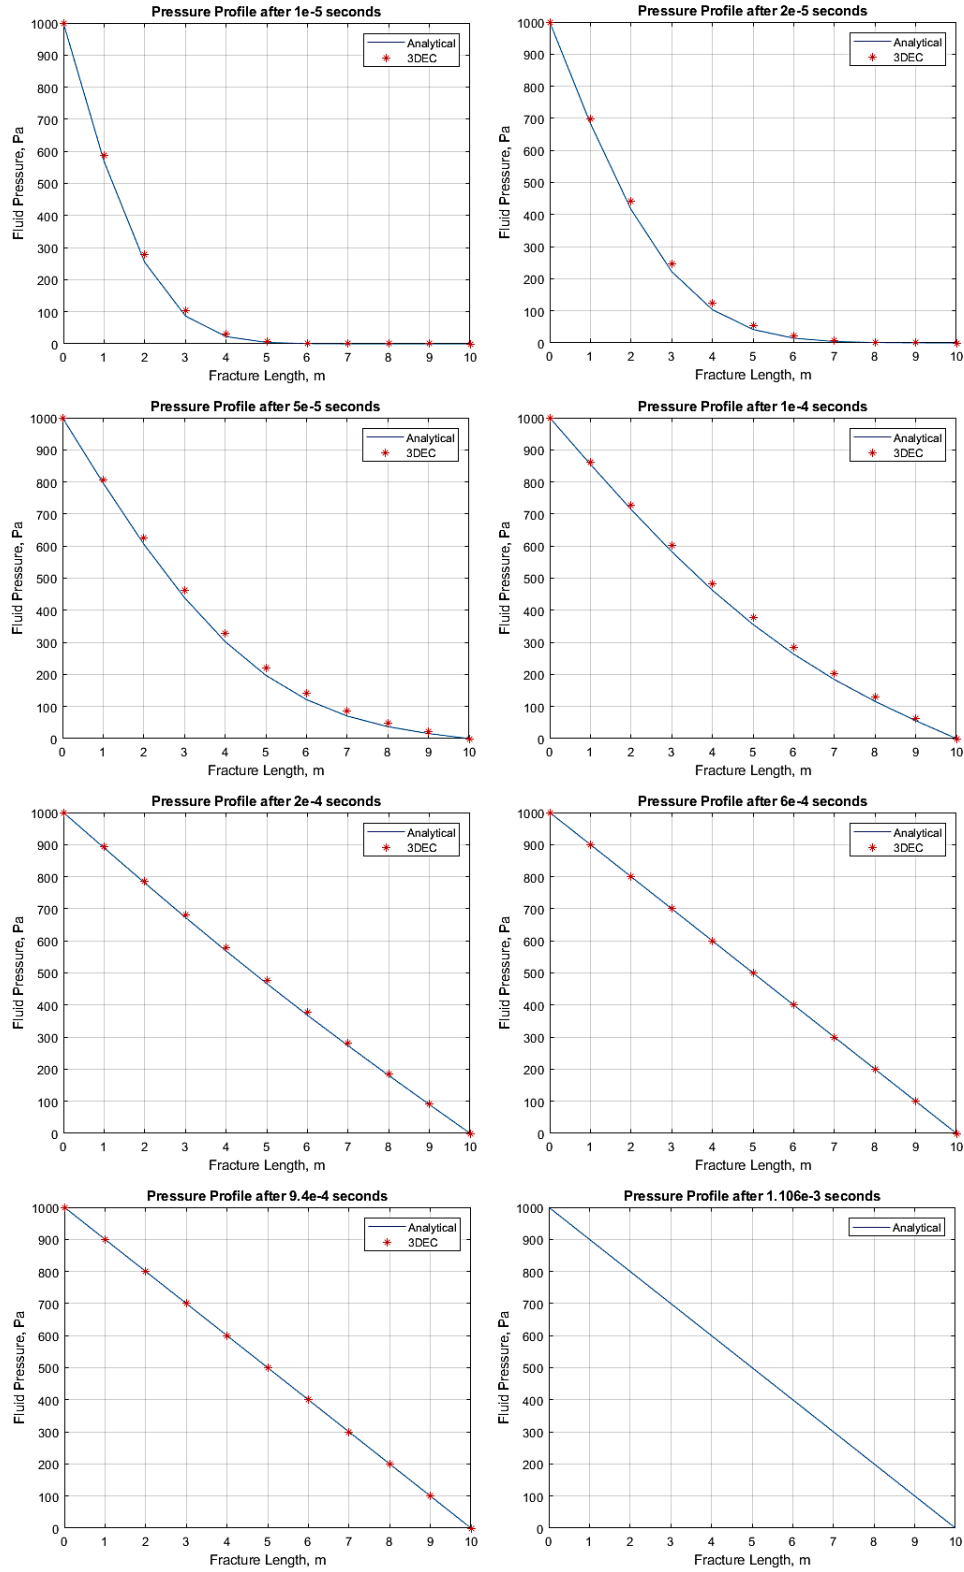 Pressure Profile after 1e-5 seconds
1000
900
800
700
600
500
400
300
200
100
0
Fluid Pressure, Pa
Analytical
3DEC
0 1 2 3 4 5 6 7 8 9 10
Fracture Length, m
Pressure Profile after 2e-5 seconds
1000
900
800
700
600
500
400
300
200
100
0
Fluid Pressure, Pa
Analytical
3DEC
0 1 2 3 4 5 6 7 8 9 10
Fracture Length, m
Pressure Profile after 5e-5 seconds
1000
900
800
700
600
500
400
300
200
100
0
Fluid Pressure, Pa
Analytical
3DEC
0 1 2 3 4 5 6 7 8 9 10
Fracture Length, m
Pressure Profile after 1e-4 seconds
1000
900
800
700
600
500
400
300
200
100
0
Fluid Pressure, Pa
Analytical
3DEC
0 1 2 3 4 5 6 7 8 9 10
Fracture Length, m
Pressure Profile after 2e-4 seconds
1000
900
800
700
600
500
400
300
200
100
0
Fluid Pressure, Pa
Analytical
3DEC
0 1 2 3 4 5 6 7 8 9 10
Fracture Length, m
Pressure Profile after 6e-4 seconds
1000
900
800
700
600
500
400
300
200
100
0
Fluid Pressure, Pa
Analytical
3DEC
0 1 2 3 4 5 6 7 8 9 10
Fracture Length, m
Pressure Profile after 9.4e-4 seconds
1000
900
800
700
600
500
400
300
200
100
0
Fluid Pressure, Pa
Analytical
3DEC
0 1 2 3 4 5 6 7 8 9 10
Fracture Length, m
Pressure Profile after 1.106e-3 seconds
1000
900
800
700
600
500
400
300
200
100
0
Fluid Pressure, Pa
Analytical
0 1 2 3 4 5 6 7 8 9 10
Fracture Length, m